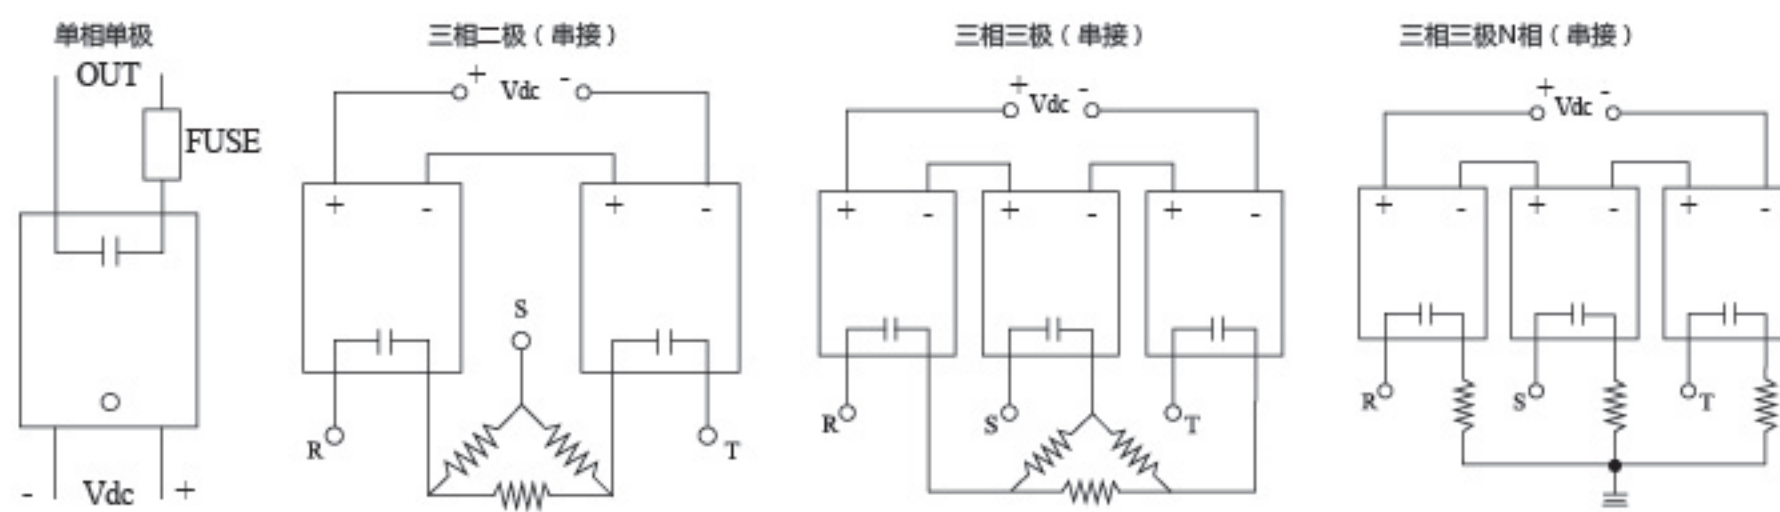 单相单极
OUT
FUSE
- Vdc +
三相二极（串接）
+ Vdc -
+ - + -
S
R T
三相三极（串接）
+ Vdc -
+ - + - + -
R S T
三相三极N相（串接）
+ Vdc -
+ - + - + -
R S T